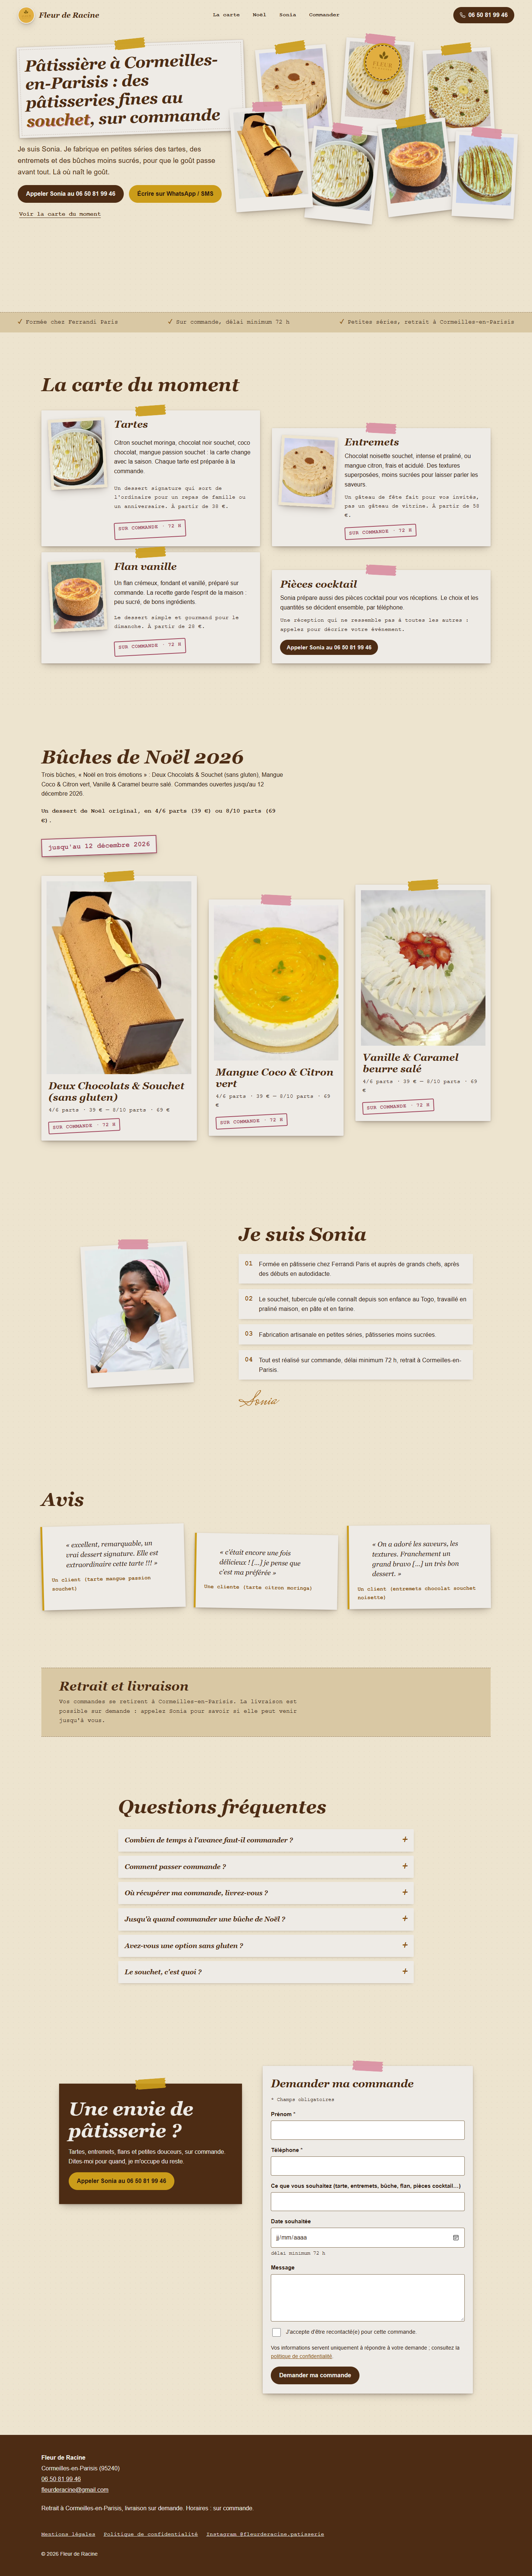 Fleur de Racine
La carte
Noël
Sonia
Commander
06 50 81 99 46
Pâtissière à Cormeilles-
en-Parisis : des
pâtisseries fines au
souchet, sur commande
Je suis Sonia. Je fabrique en petites séries des tartes, des
entremets et des bûches moins sucrés, pour que le goût passe
avant tout. Là où naît le goût.
Appeler Sonia au 06 50 81 99 46
Écrire sur WhatsApp / SMS
Voir la carte du moment
✓ Formée chez Ferrandi Paris
✓ Sur commande, délai minimum 72 h
✓ Petites séries, retrait à Cormeilles-en-Parisis
La carte du moment
Tartes
Citron souchet moringa, chocolat noir souchet, coco
chocolat, mangue passion souchet : la carte change
avec la saison. Chaque tarte est préparée à la
commande.
Un dessert signature qui sort de
l'ordinaire pour un repas de famille ou
un anniversaire. À partir de 26 €.
SUR COMMANDE · 72 H
Entremets
Chocolat noisette souchet, intense et praliné, ou
mangue citron, frais et acidulé. Des textures
superposées, moins sucrées pour laisser parler les
saveurs.
Un gâteau de fête fait pour vos invités,
pas un gâteau de vitrine. À partir de 50
€.
SUR COMMANDE · 72 H
Flan vanille
Un flan crémeux, fondant et vanillé, préparé sur
commande. La recette garde l'esprit de la maison :
peu sucré, de bons ingrédients.
Le dessert simple et gourmand pour le
dimanche. À partir de 20 €.
SUR COMMANDE · 72 H
Pièces cocktail
Sonia prépare aussi des pièces cocktail pour vos réceptions. Le choix et les
quantités se décident ensemble, par téléphone.
Une réception qui ne ressemble pas à toutes les autres :
appelez pour décrire votre événement.
Appeler Sonia au 06 50 81 99 46
Bûches de Noël 2026
Trois bûches, « Noël en trois émotions » : Deux Chocolats & Souchet (sans gluten), Mangue
Coco & Citron vert, Vanille & Caramel beurre salé. Commandes ouvertes jusqu'au 12
décembre 2026.
Un dessert de Noël original, en 4/6 parts (39 €) ou 8/10 parts (69
€).
jusqu'au 12 décembre 2026
Deux Chocolats & Souchet
(sans gluten)
4/6 parts · 39 € — 8/10 parts · 69 €
SUR COMMANDE · 72 H
Mangue Coco & Citron
vert
4/6 parts · 39 € — 8/10 parts · 69
€
SUR COMMANDE · 72 H
Vanille & Caramel
beurre salé
4/6 parts · 39 € — 8/10 parts · 69
€
SUR COMMANDE · 72 H
Je suis Sonia
01 Formée en pâtisserie chez Ferrandi Paris et auprès de grands chefs, après
des débuts en autodidacte.
02 Le souchet, tubercule qu'elle connaît depuis son enfance au Togo, travaillé en
praliné maison, en pâte et en farine.
03 Fabrication artisanale en petites séries, pâtisseries moins sucrées.
04 Tout est réalisé sur commande, délai minimum 72 h, retrait à Cormeilles-en-
Parisis.
Sonia
Avis
« excellent, remarquable, un
vrai dessert signature. Elle est
extraordinaire cette tarte !!! »
Un client (tarte mangue passion
souchet)
« c'était encore une fois
délicieux ! [...] je pense que
c'est ma préférée »
Une cliente (tarte citron moringa)
« On a adoré les saveurs, les
textures. Franchement un
grand bravo [...] un très bon
dessert. »
Un client (entremets chocolat souchet
noisette)
Retrait et livraison
Vos commandes se retirent à Cormeilles-en-Parisis. La livraison est
possible sur demande : appelez Sonia pour savoir si elle peut venir
jusqu'à vous.
Questions fréquentes
Combien de temps à l'avance faut-il commander ? +
Comment passer commande ? +
Où récupérer ma commande, livrez-vous ? +
Jusqu'à quand commander une bûche de Noël ? +
Avez-vous une option sans gluten ? +
Le souchet, c'est quoi ? +
Une envie de
pâtisserie ?
Tartes, entremets, flans et petites douceurs, sur commande.
Dites-moi pour quand, je m'occupe du reste.
Appeler Sonia au 06 50 81 99 46
Demander ma commande
* Champs obligatoires
Prénom *
Téléphone *
Ce que vous souhaitez (tarte, entremets, bûche, flan, pièces cocktail...)
Date souhaitée
jj/mm/aaaa
délai minimum 72 h
Message
J'accepte d'être recontacté(e) pour cette commande.
Vos informations servent uniquement à répondre à votre demande ; consultez la
politique de confidentialité.
Demander ma commande
Fleur de Racine
Cormeilles-en-Parisis (95240)
06 50 81 99 46
fleurderacine@gmail.com
Retrait à Cormeilles-en-Parisis, livraison sur demande. Horaires : sur commande.
Mentions légales
Politique de confidentialité
Instagram @fleurderacine.patisserie
© 2026 Fleur de Racine